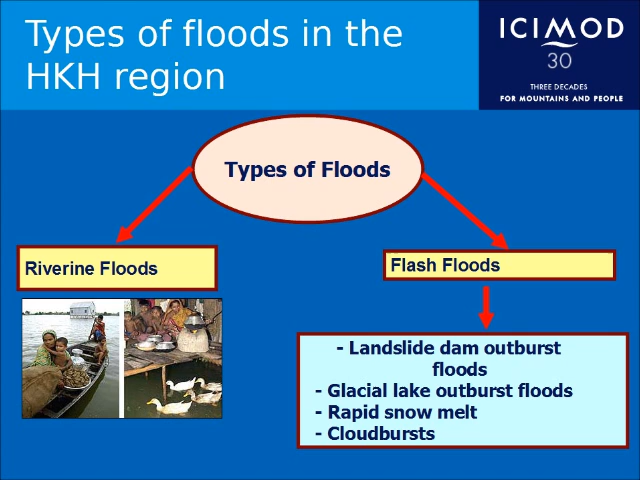 Types of floods in the
HKH region
ICIMOD
30
THREE DECADES
FOR MOUNTAINS AND PEOPLE
Types of Floods
Riverine Floods
Flash Floods
- Landslide dam outburst
floods
- Glacial lake outburst floods
- Rapid snow melt
- Cloudbursts